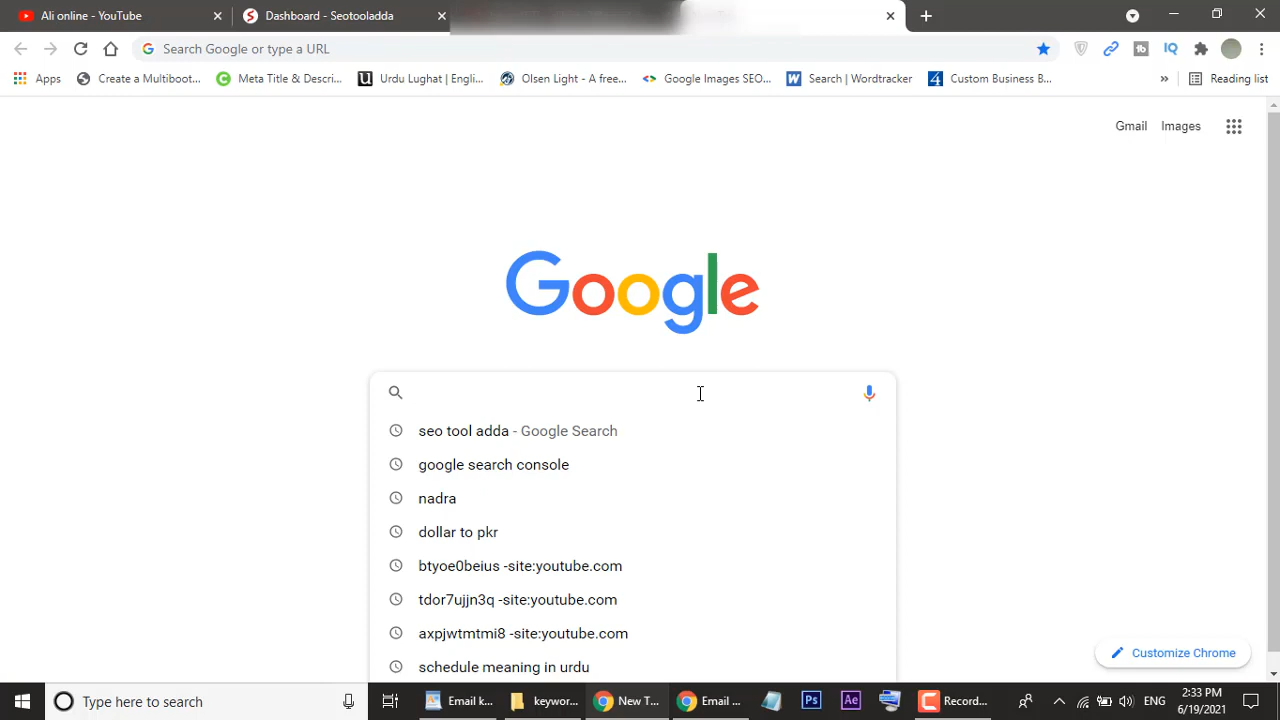 Ali online - YouTube
Dashboard - Seotooladda
Search Google or type a URL
Apps
Create a Multiboot...
Meta Title & Descri...
Urdu Lughat | Engli...
Olsen Light - A free...
Google Images SEO...
Search | Wordtracker
Custom Business B...
»
Reading list
Gmail
Images
Google
seo tool adda - Google Search
google search console
nadra
dollar to pkr
btyoe0beius -site:youtube.com
tdor7ujjn3q -site:youtube.com
axpjwtmtmi8 -site:youtube.com
schedule meaning in urdu
Customize Chrome
Type here to search
Email k...
keywor...
New T...
Email ...
Ps
Ae
Record...
ENG
2:33 PM
6/19/2021